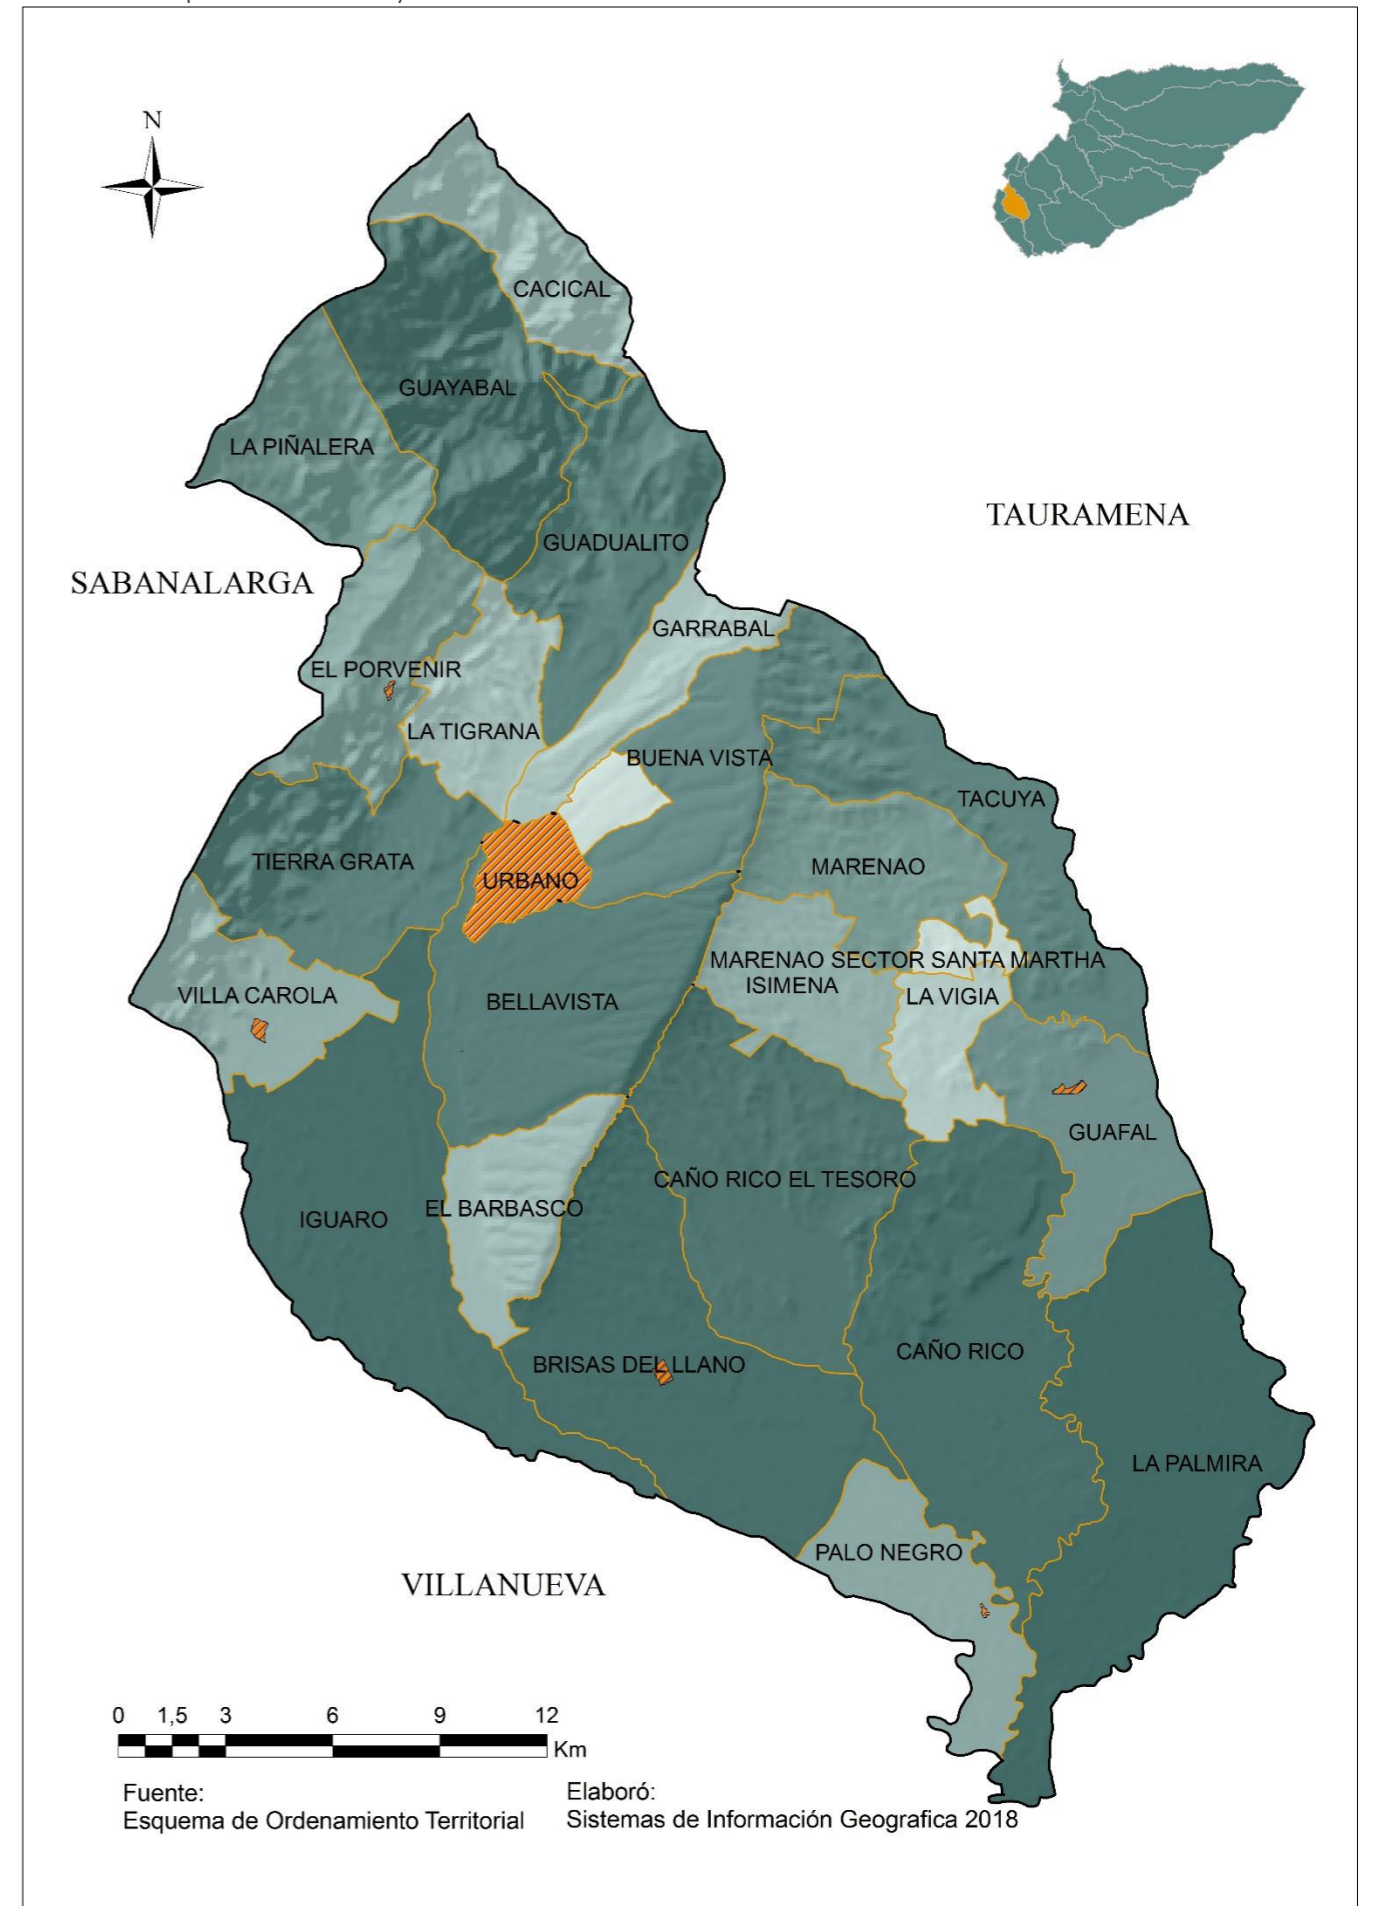 N
CACICAL
GUAYABAL
LA PIÑALERA
TAURAMENA
GUADUALITO
SABANALARGA
GARRABAL
EL PORVENIR
LA TIGRANA
BUENA VISTA
TACUYA
TIERRA GRATA
MARENAO
URBANO
MARENAO SECTOR SANTA MARTHA
ISIMENA
VILLA CAROLA
LA VIGIA
BELLAVISTA
GUAFAL
CAÑO RICO EL TESORO
EL BARBASCO
IGUARO
CAÑO RICO
BRISAS DEL LLANO
LA PALMIRA
PALO NEGRO
VILLANUEVA
0 1,5 3 6 9 12
Km
Fuente:
Esquema de Ordenamiento Territorial
Elaboró:
Sistemas de Información Geografica 2018